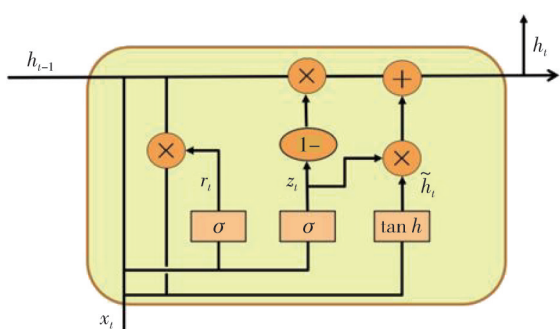 h_t
h_{t-1}
×
+
1-
×
×
r_t
z_t
h̃_t
σ
σ
tan h
x_t